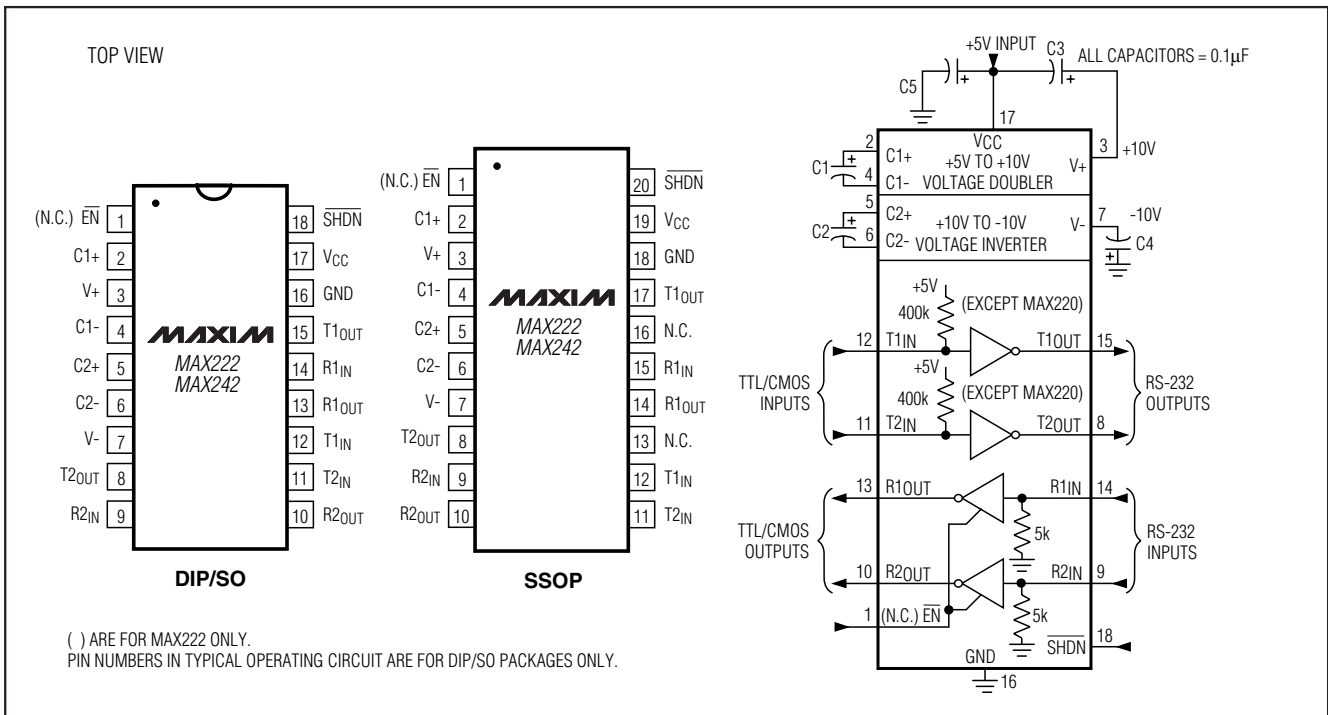 TOP VIEW
(N.C.) EN 1
C1+ 2
V+ 3
C1- 4
C2+ 5
C2- 6
V- 7
T2OUT 8
R2IN 9
18 SHDN
17 VCC
16 GND
15 T1OUT
14 R1IN
13 R1OUT
12 T1IN
11 T2IN
10 R2OUT
MAXIM
MAX222
MAX242
DIP/SO
(N.C.) EN 1
C1+ 2
V+ 3
C1- 4
C2+ 5
C2- 6
V- 7
T2OUT 8
R2IN 9
R2OUT 10
20 SHDN
19 VCC
18 GND
17 T1OUT
16 N.C.
15 R1IN
14 R1OUT
13 N.C.
12 T1IN
11 T2IN
MAXIM
MAX222
MAX242
SSOP
( ) ARE FOR MAX222 ONLY.
PIN NUMBERS IN TYPICAL OPERATING CIRCUIT ARE FOR DIP/SO PACKAGES ONLY.
+5V INPUT
C3
ALL CAPACITORS = 0.1μF
C5
+
+
17
VCC
2
C1+
C1
+
4
C1-
+5V TO +10V
VOLTAGE DOUBLER
V+
3
+10V
5
C2+
C2
+
6
C2-
+10V TO -10V
VOLTAGE INVERTER
V-
7
-10V
C4
+
+5V
400k
(EXCEPT MAX220)
12
T1IN
T1OUT
15
+5V
400k
(EXCEPT MAX220)
11
T2IN
T2OUT
8
TTL/CMOS
INPUTS
RS-232
OUTPUTS
13
R1OUT
R1IN
14
5k
10
R2OUT
R2IN
9
5k
TTL/CMOS
OUTPUTS
RS-232
INPUTS
1
(N.C.) EN
SHDN
18
GND
16